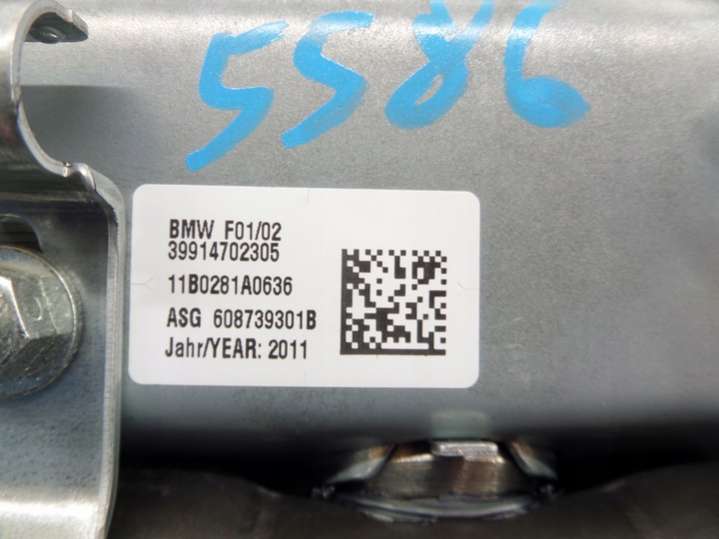 5586
BMW F01/02
39914702305
11B0281A0636
ASG 608739301B
Jahr/YEAR: 2011